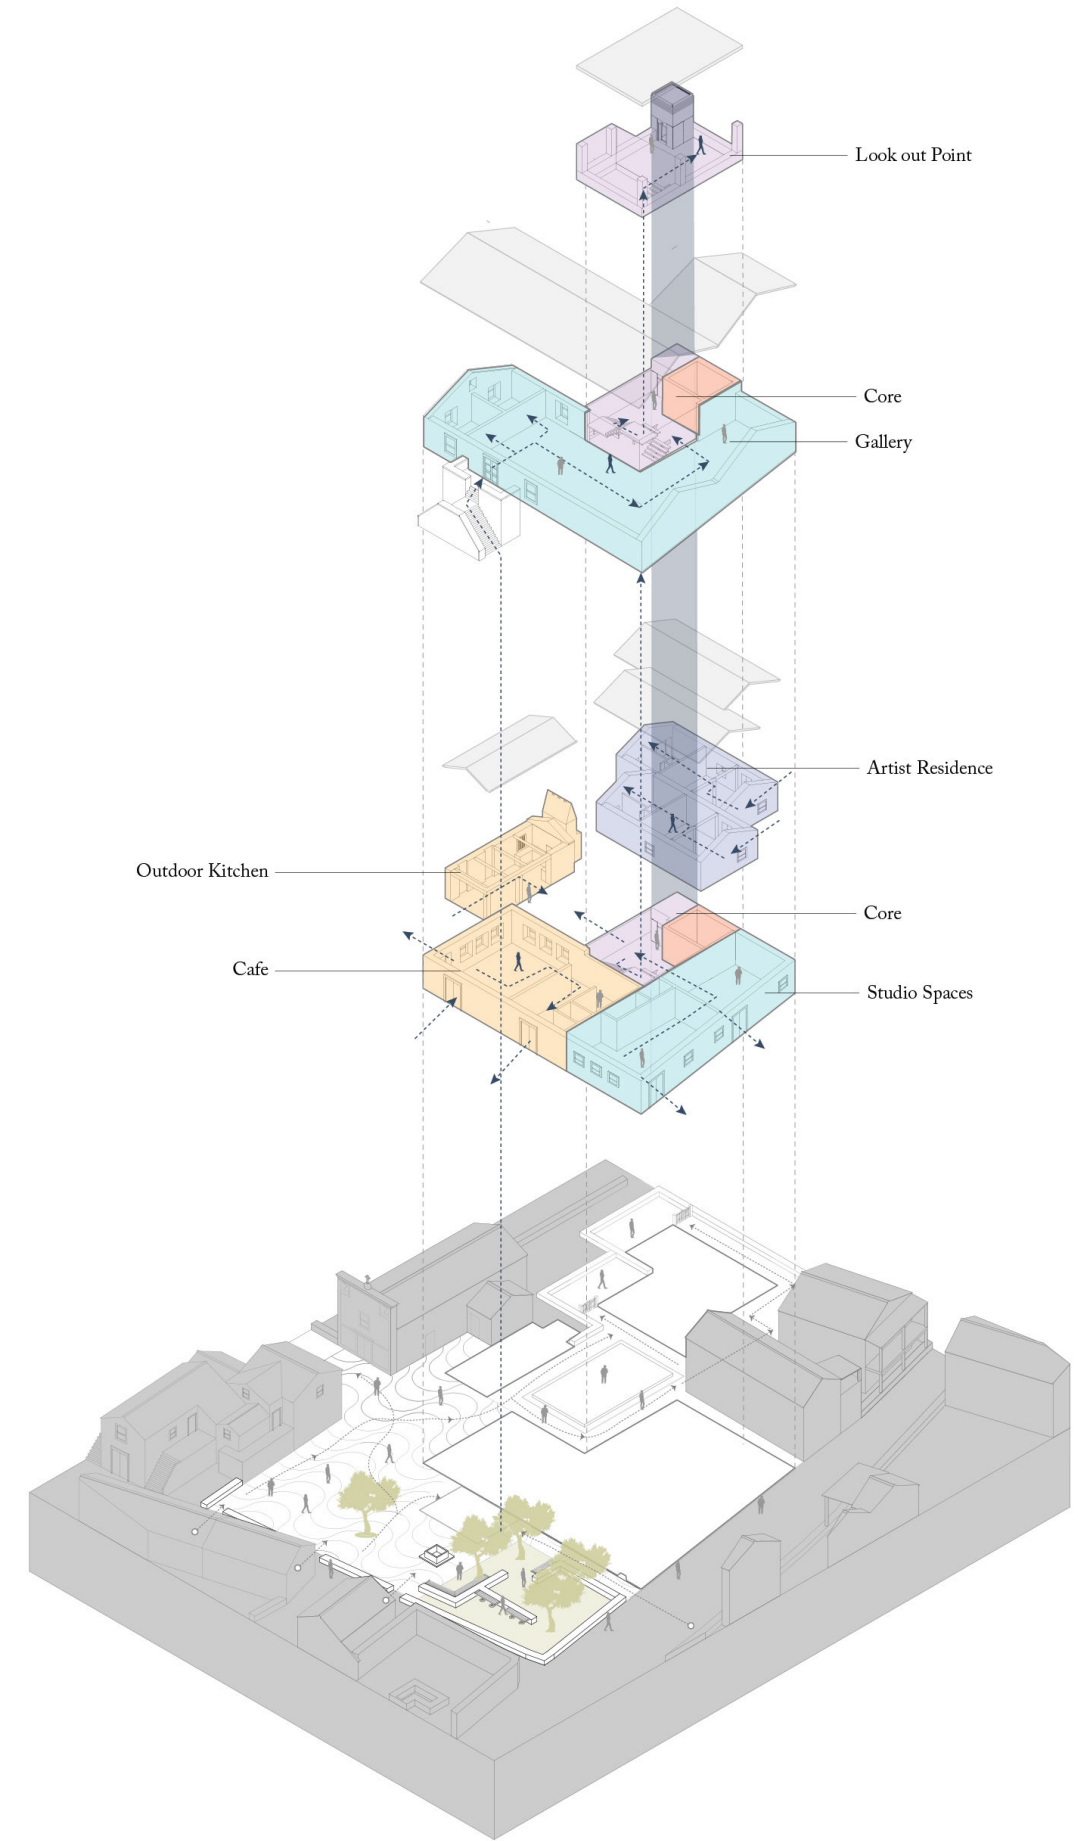 Look out Point
Core
Gallery
Artist Residence
Outdoor Kitchen
Core
Cafe
Studio Spaces